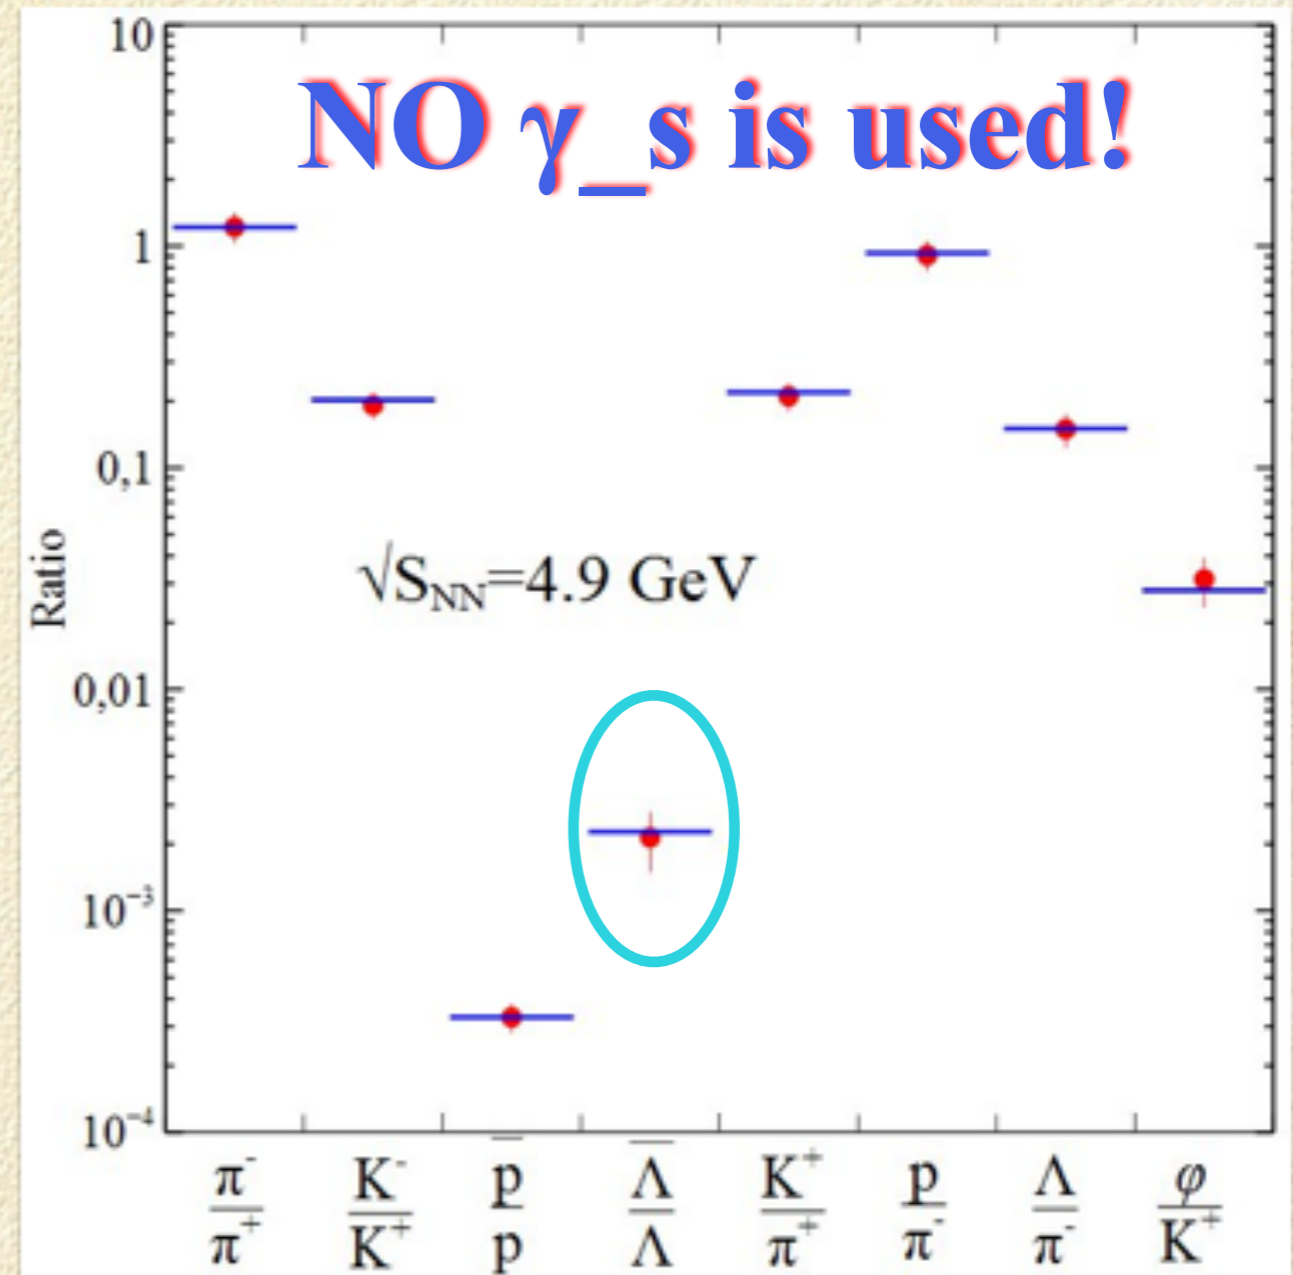 NO γ_s is used!
10
1
0,1
0,01
10⁻³
10⁻⁴
Ratio
√S_NN=4.9 GeV
π⁻/π⁺
K⁻/K⁺
p̅/p
Λ̅/Λ
K⁺/π⁺
p/π⁻
Λ/π⁻
φ/K⁺